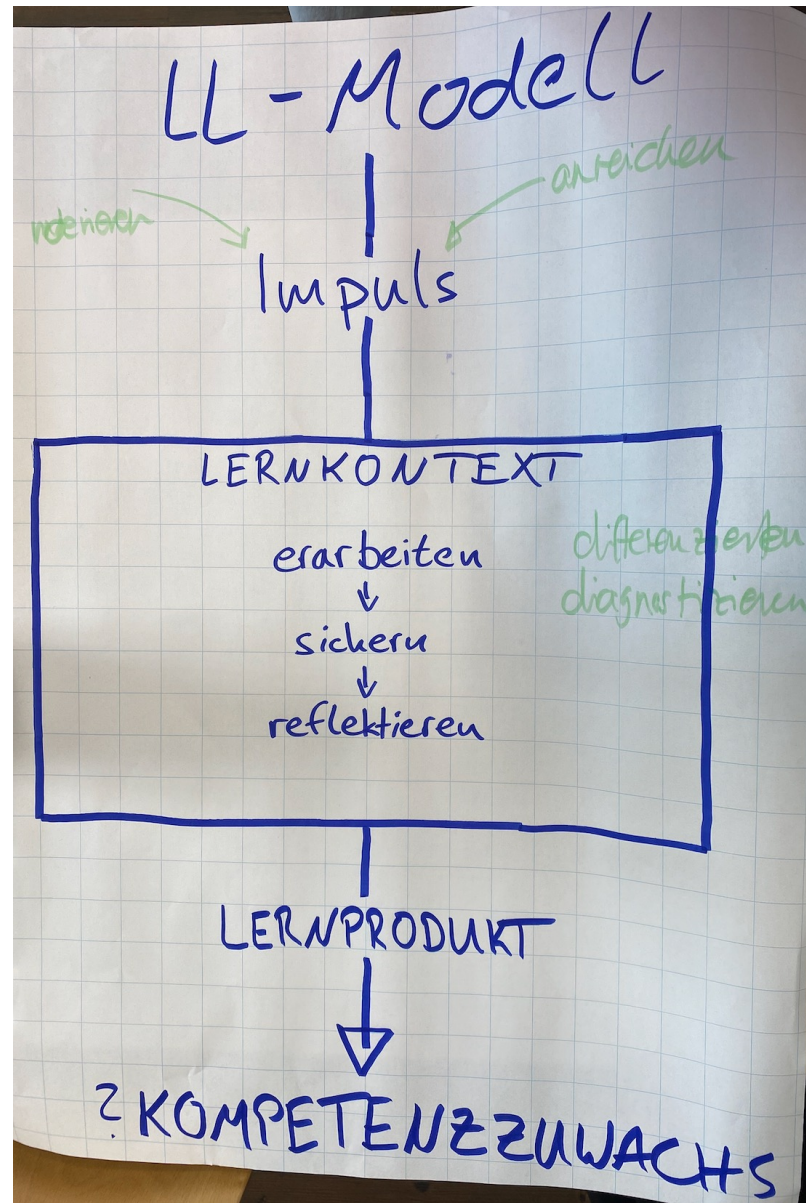 LL-Modell
anreichen
Impuls
LERNKONTEXT
erarbeiten
differenzieren
diagnostizieren
sichern
reflektieren
LERNPRODUKT
? KOMPETENZZUWACHS